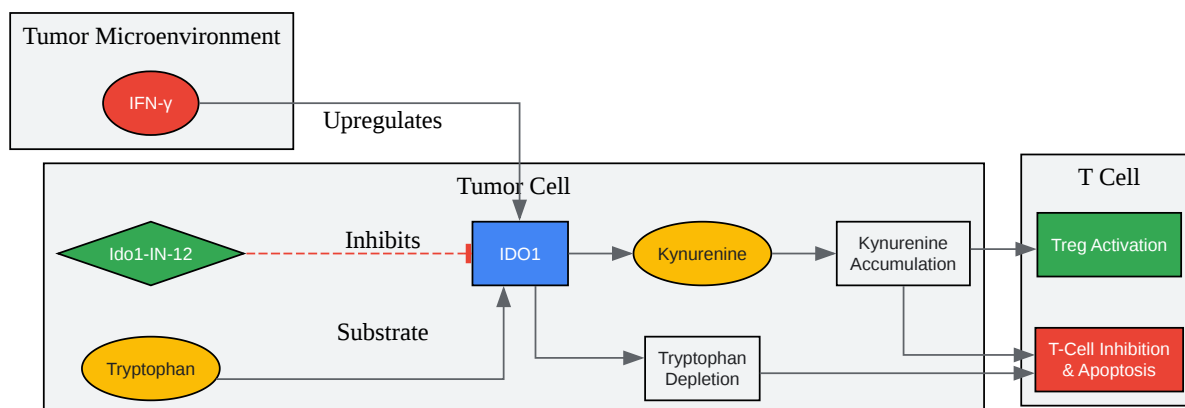 Tumor Microenvironment
IFN-γ
Upregulates
Tumor Cell
T Cell
Ido1-IN-12
Inhibits
IDO1
Kynurenine
Kynurenine
Accumulation
Treg Activation
Substrate
Tryptophan
Tryptophan
Depletion
T-Cell Inhibition
& Apoptosis